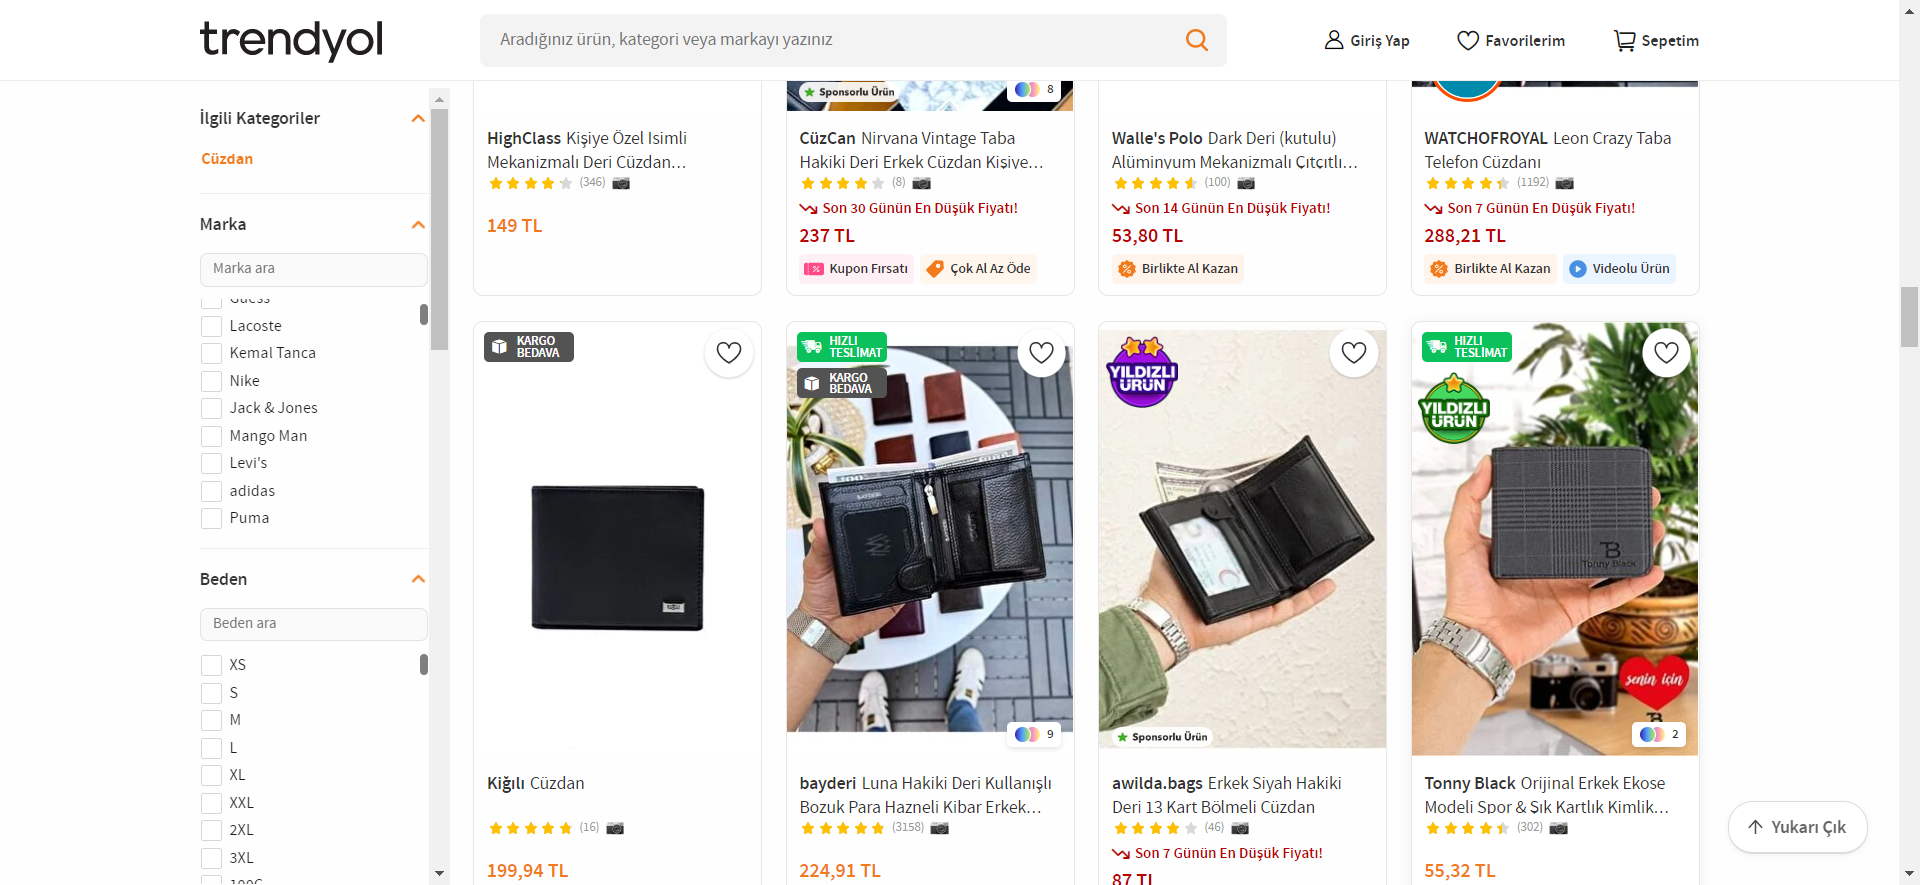 trendyol
Aradığınız ürün, kategori veya markayı yazınız
Giriş Yap
Favorilerim
Sepetim
İlgili Kategoriler
Cüzdan
Marka
Marka ara
Guess
Lacoste
Kemal Tanca
Nike
Jack & Jones
Mango Man
Levi's
adidas
Puma
Beden
Beden ara
XS
S
M
L
XL
XXL
2XL
3XL
HighClass Kişiye Özel Isimli
Mekanizmalı Deri Cüzdan...
(346)
149 TL
Sponsorlu Ürün
8
CüzCan Nirvana Vintage Taba
Hakiki Deri Erkek Cüzdan Kişiye...
(8)
Son 30 Günün En Düşük Fiyatı!
237 TL
Kupon Fırsatı
Çok Al Az Öde
Walle's Polo Dark Deri (kutulu)
Alüminyum Mekanizmalı Çıtçıtlı...
(100)
Son 14 Günün En Düşük Fiyatı!
53,80 TL
Birlikte Al Kazan
WATCHOFROYAL Leon Crazy Taba
Telefon Cüzdanı
(1192)
Son 7 Günün En Düşük Fiyatı!
288,21 TL
Birlikte Al Kazan
Videolu Ürün
KARGO
BEDAVA
Kiğılı Cüzdan
(16)
199,94 TL
HIZLI
TESLİMAT
KARGO
BEDAVA
BAYDERİ
9
bayderi Luna Hakiki Deri Kullanışlı
Bozuk Para Hazneli Kibar Erkek...
(3158)
224,91 TL
YILDIZLI
ÜRÜN
Sponsorlu Ürün
awilda.bags Erkek Siyah Hakiki
Deri 13 Kart Bölmeli Cüzdan
(46)
Son 7 Günün En Düşük Fiyatı!
87 TL
HIZLI
TESLİMAT
YILDIZLI
ÜRÜN
TB
Tonny Black
senin için
2
Tonny Black Orijinal Erkek Ekose
Modeli Spor & Şık Kartlık Kimlik...
(302)
55,32 TL
Yukarı Çık